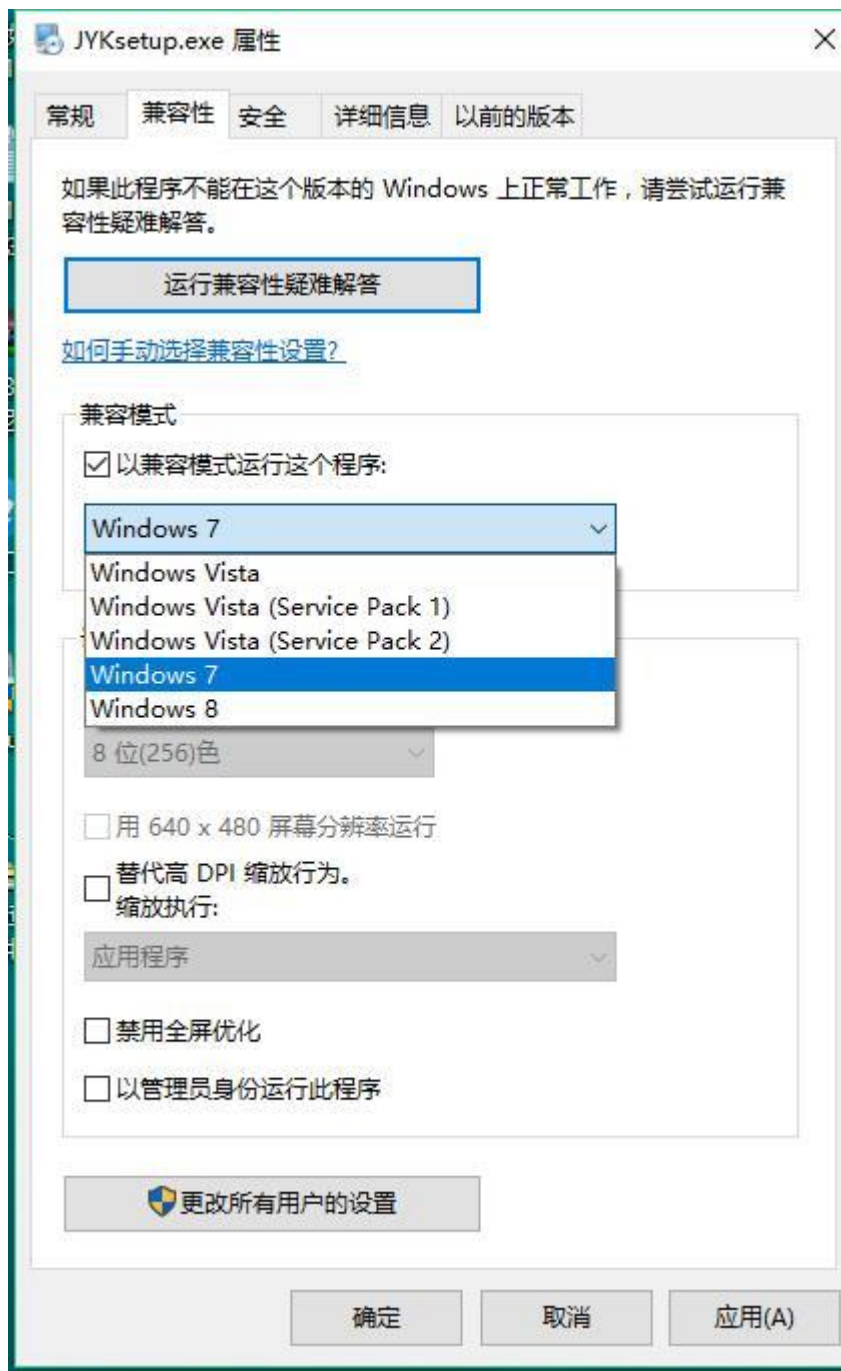 JYKsetup.exe 属性
常规
兼容性
安全
详细信息
以前的版本
如果此程序不能在这个版本的 Windows 上正常工作，请尝试运行兼
容性疑难解答。
运行兼容性疑难解答
如何手动选择兼容性设置?
兼容模式
以兼容模式运行这个程序:
Windows 7
Windows Vista
Windows Vista (Service Pack 1)
Windows Vista (Service Pack 2)
Windows 7
Windows 8
8 位(256)色
用 640 x 480 屏幕分辨率运行
替代高 DPI 缩放行为。
缩放执行:
应用程序
禁用全屏优化
以管理员身份运行此程序
更改所有用户的设置
确定
取消
应用(A)